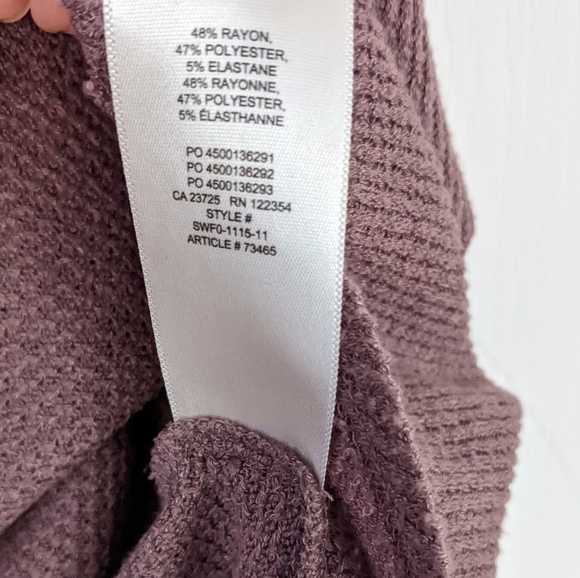 48% RAYON,
47% POLYESTER,
5% ELASTANE
48% RAYONNE,
47% POLYESTER,
5% ÉLASTHANNE
PO 4500136291
PO 4500136292
PO 4500136293
CA 23725 RN 122354
STYLE #
SWF0-1115-11
ARTICLE # 73465